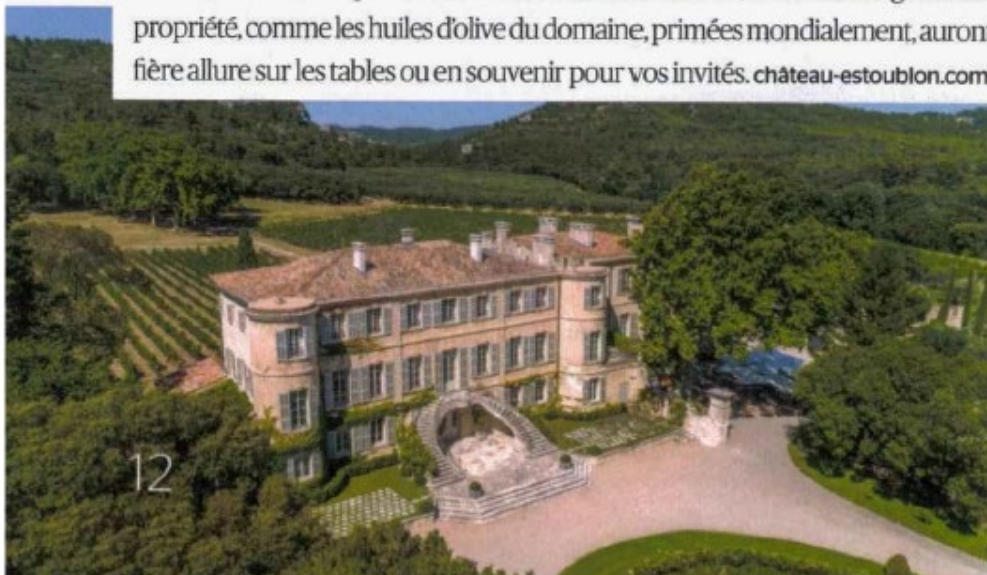 propriété, comme les huiles d'olive du domaine, primées mondialement, auront
fière allure sur les tables ou en souvenir pour vos invités. château-estoublon.com
12